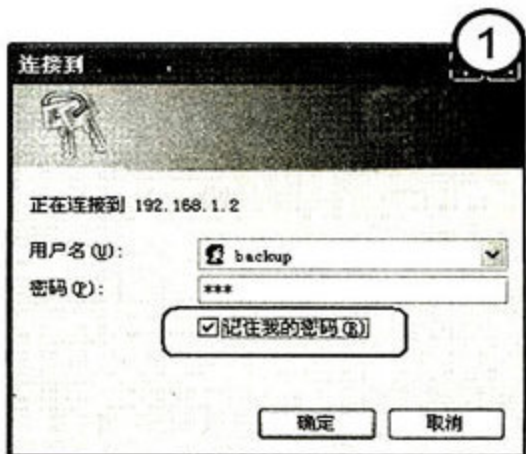 ①
连接到
正在连接到 192.168.1.2
用户名(U):
backup
密码(P):
***
记住我的密码(R)
确定
取消